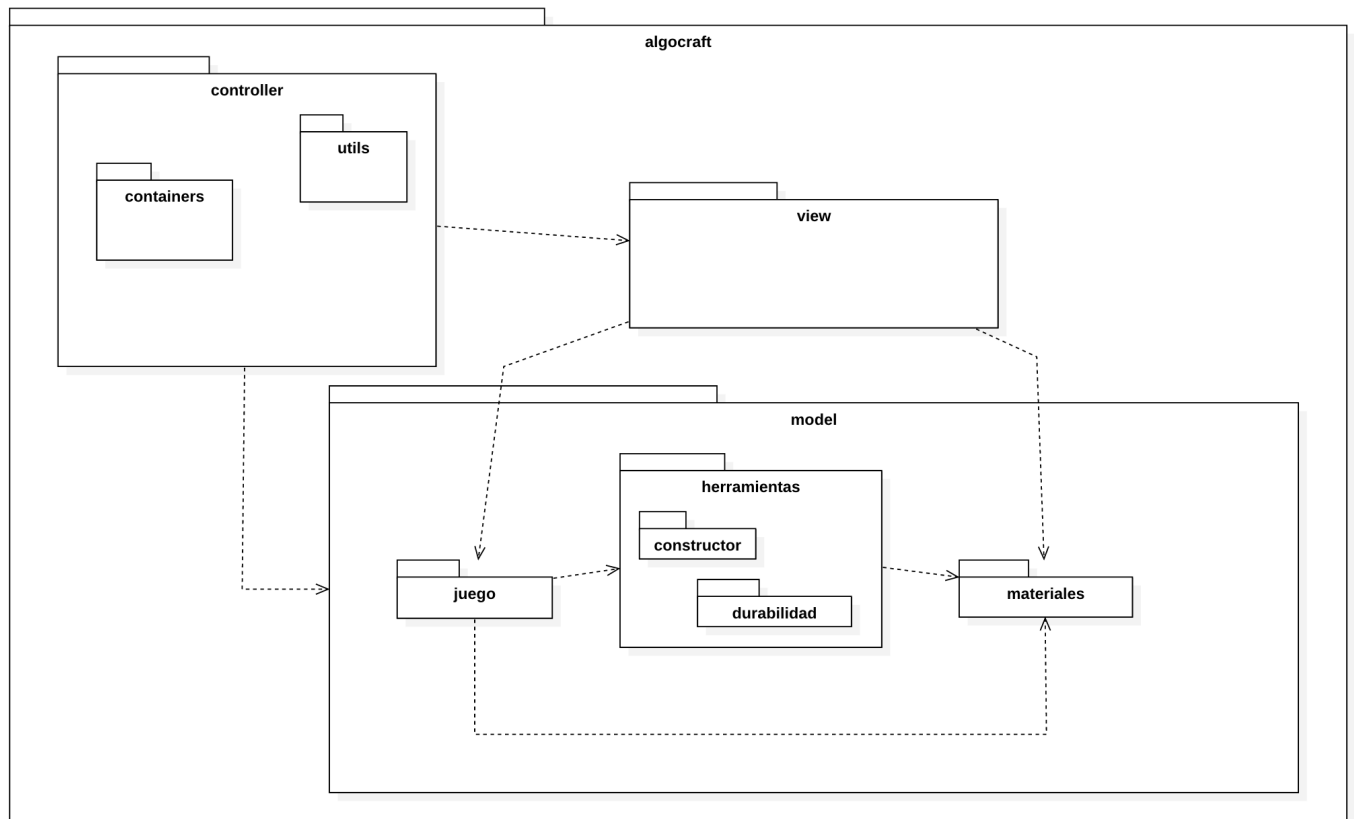 algocraft
controller
utils
containers
view
model
herramientas
constructor
juego
materiales
durabilidad